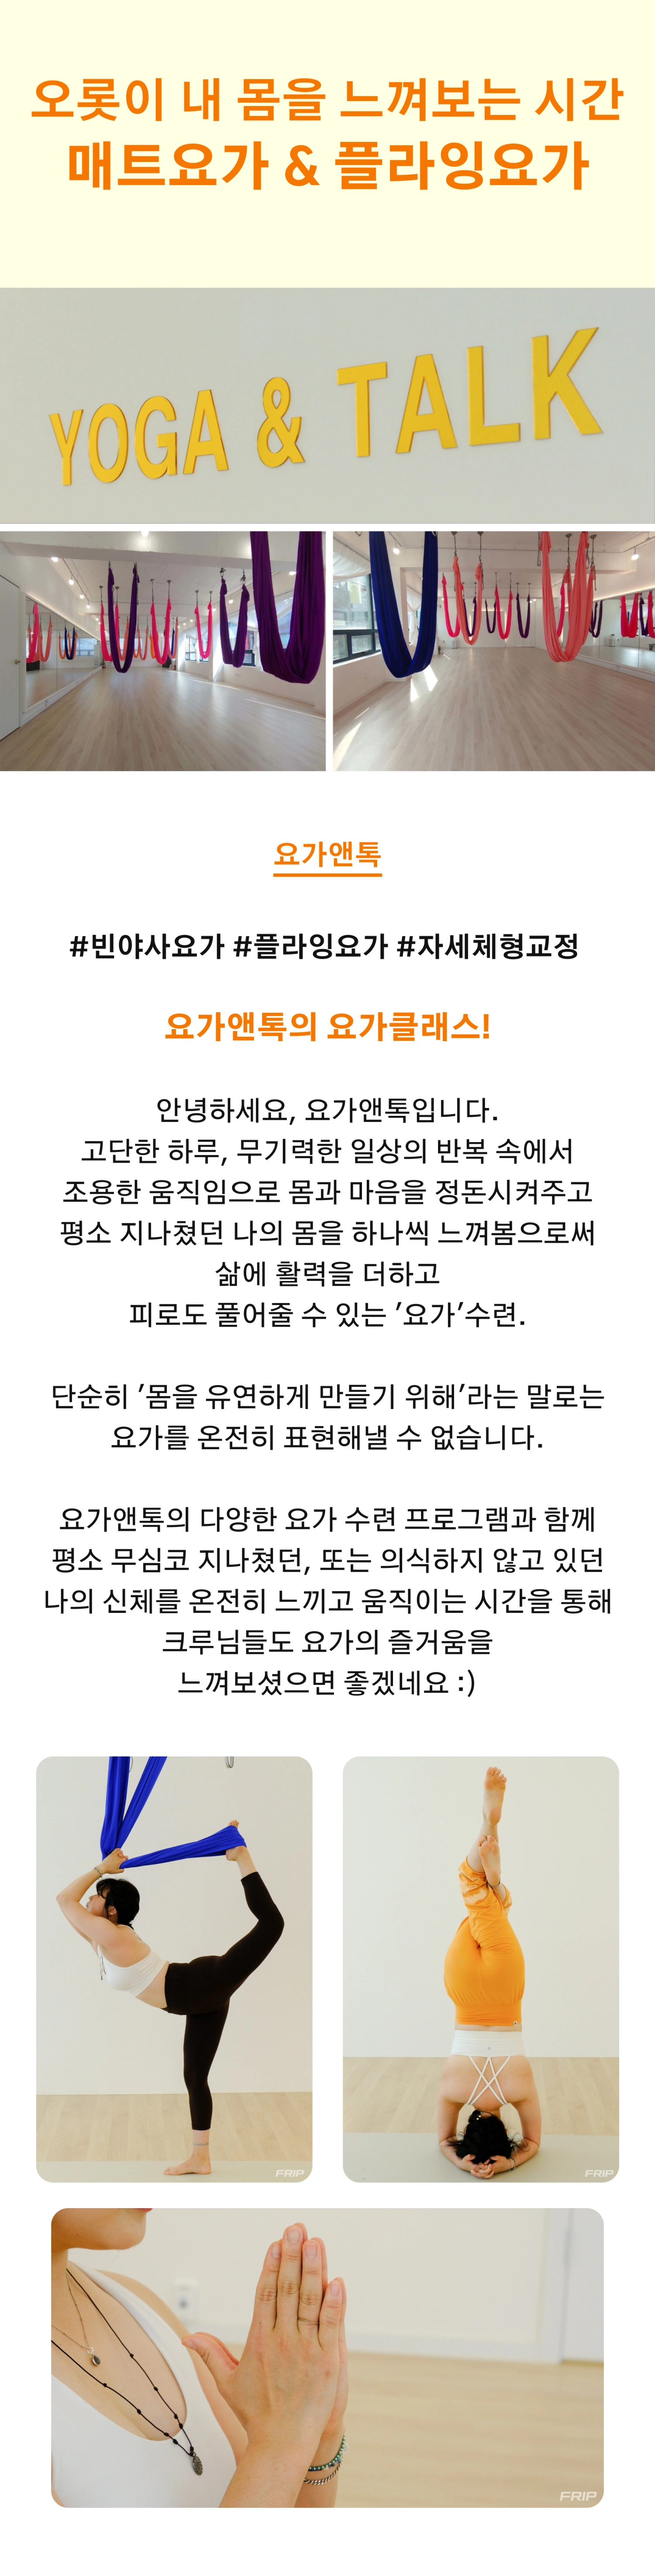 오롯이 내 몸을 느껴보는 시간
매트요가 & 플라잉요가
YOGA & TALK
요가앤톡
#빈야사요가 #플라잉요가 #자세체형교정
요가앤톡의 요가클래스!
안녕하세요, 요가앤톡입니다.
고단한 하루, 무기력한 일상의 반복 속에서
조용한 움직임으로 몸과 마음을 정돈시켜주고
평소 지나쳤던 나의 몸을 하나씩 느껴봄으로써
삶에 활력을 더하고
피로도 풀어줄 수 있는 '요가'수련.
단순히 '몸을 유연하게 만들기 위해'라는 말로는
요가를 온전히 표현해낼 수 없습니다.
요가앤톡의 다양한 요가 수련 프로그램과 함께
평소 무심코 지나쳤던, 또는 의식하지 않고 있던
나의 신체를 온전히 느끼고 움직이는 시간을 통해
크루님들도 요가의 즐거움을
느껴보셨으면 좋겠네요 :)
FRIP
FRIP
FRIP